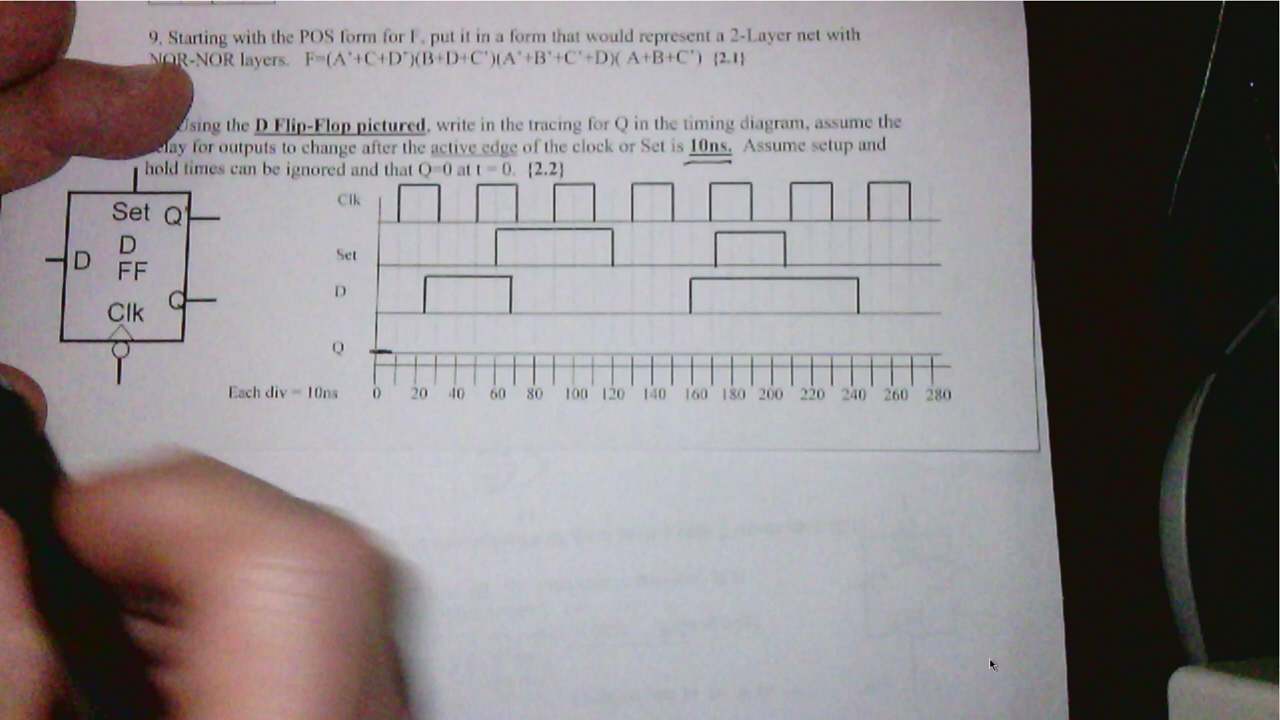 9. Starting with the POS form for F, put it in a form that would represent a 2-Layer net with
NOR-NOR layers. F=(A'+C+D')(B+D+C')(A'+B'+C'+D)( A+B+C') {2.1}
Using the D Flip-Flop pictured, write in the tracing for Q in the timing diagram, assume the
for outputs to change after the active edge of the clock or Set is 10ns. Assume setup and
hold times can be ignored and that Q=0 at t = 0. {2.2}
Set Q'
D
D
FF
Q
Clk
Clk
Set
D
Q
Each div = 10ns
0 20 40 60 80 100 120 140 160 180 200 220 240 260 280